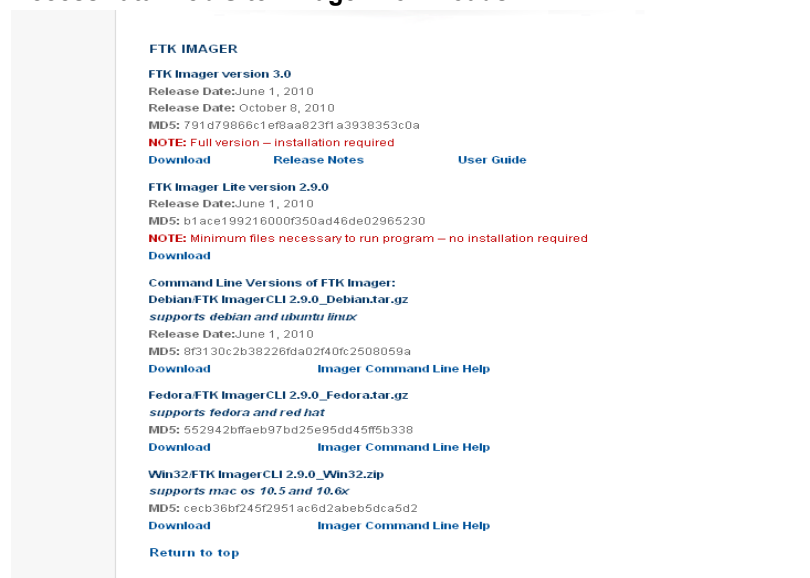 FTK IMAGER
FTK Imager version 3.0
Release Date:June 1, 2010
Release Date: October 8, 2010
MD5: 791d79866c1ef8aa823f1a3938353c0a
NOTE: Full version – installation required
Download Release Notes User Guide
FTK Imager Lite version 2.9.0
Release Date:June 1, 2010
MD5: b1ace199216000f350ad46de02965230
NOTE: Minimum files necessary to run program – no installation required
Download
Command Line Versions of FTK Imager:
Debian/FTK ImagerCLI 2.9.0_Debian.tar.gz
supports debian and ubuntu linux
Release Date:June 1, 2010
MD5: 8f3130c2b38226fda02f40fc2508059a
Download Imager Command Line Help
Fedora/FTK ImagerCLI 2.9.0_Fedora.tar.gz
supports fedora and red hat
MD5: 552942bffaeb97bd25e95dd45ff5b338
Download Imager Command Line Help
Win32/FTK ImagerCLI 2.9.0_Win32.zip
supports mac os 10.5 and 10.6x
MD5: cecb36bf245f2951ac6d2abeb5dca5d2
Download Imager Command Line Help
Return to top